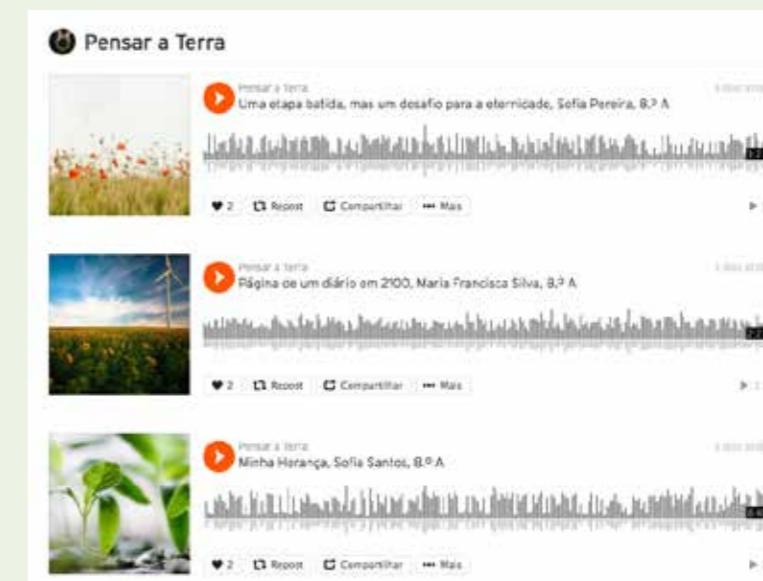 Pensar a Terra
Pensar a Terra
Uma etapa batida, mas um desafio para a eternidade, Sofia Pereira, 8.º A
2 Repost Compartilhar Mais
Pensar a Terra
Página de um diário em 2100, Maria Francisca Silva, 8.º A
2 Repost Compartilhar Mais
Pensar a Terra
Minha Herança, Sofia Santos, 8.º A
2 Repost Compartilhar Mais